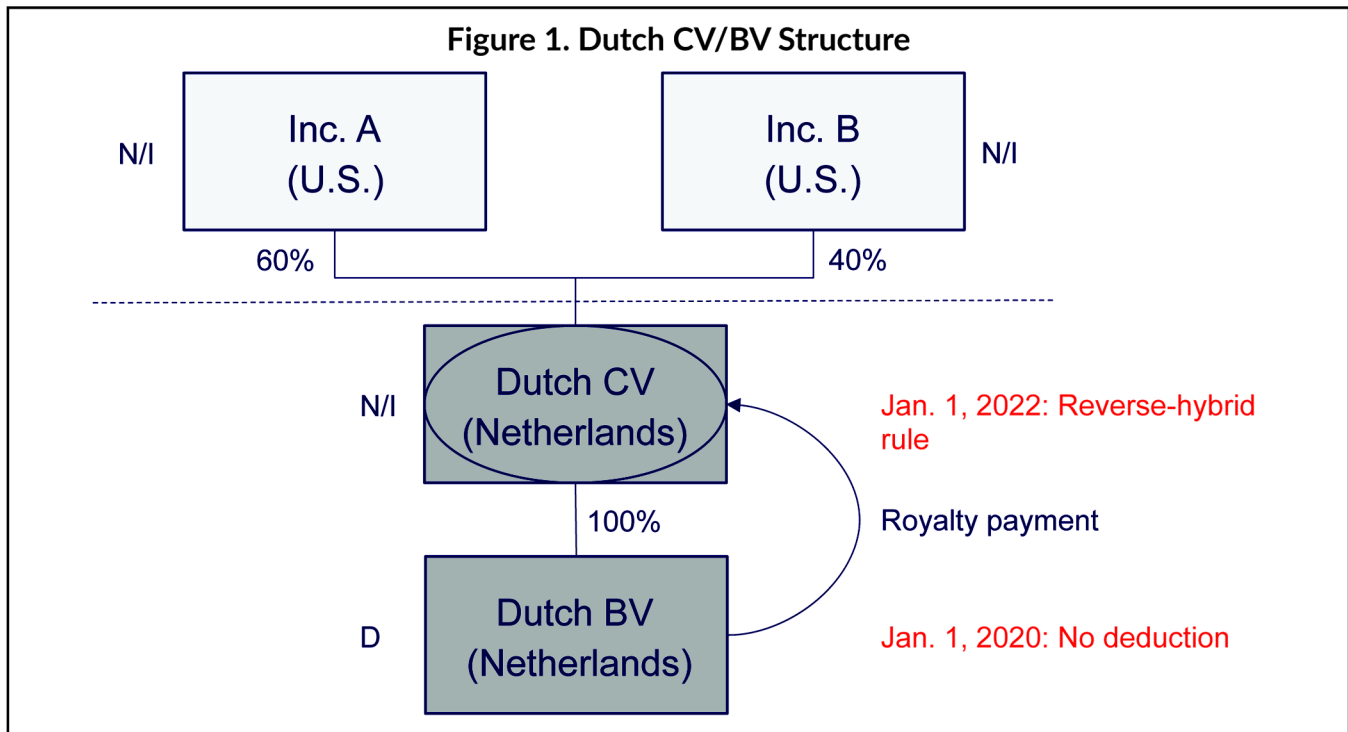 Figure 1. Dutch CV/BV Structure
N/I
Inc. A
(U.S.)
Inc. B
(U.S.)
N/I
60%
40%
N/I
Dutch CV
(Netherlands)
Jan. 1, 2022: Reverse-hybrid
rule
100%
Royalty payment
D
Dutch BV
(Netherlands)
Jan. 1, 2020: No deduction